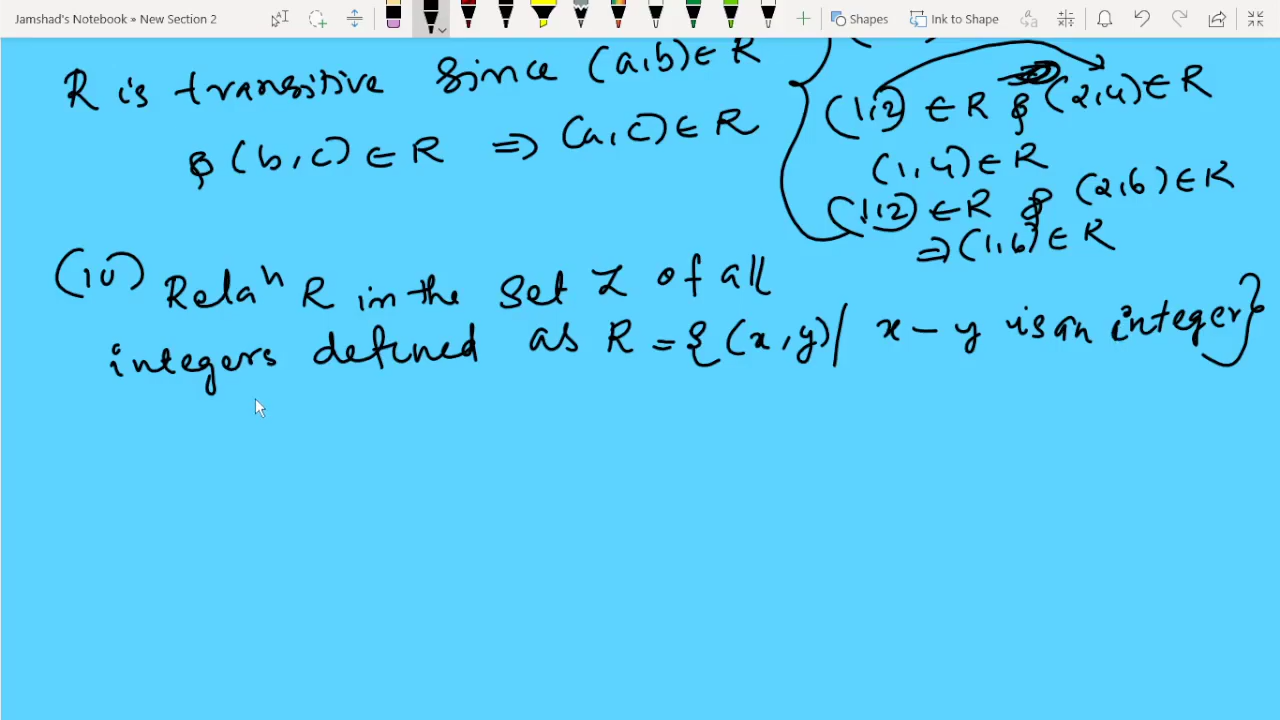 Jamshad's Notebook » New Section 2
Shapes
Ink to Shape
R is transitive since (a,b) ∈ R
& (b,c) ∈ R ⇒ (a,c) ∈ R
(1,2) ∈ R & (2,4) ∈ R
(1,4) ∈ R
(1,2) ∈ R & (2,6) ∈ R
⇒ (1,6) ∈ R
(iv) Relaⁿ R in the set Z of all
integers defined as R = {(x,y) | x - y is an integer}